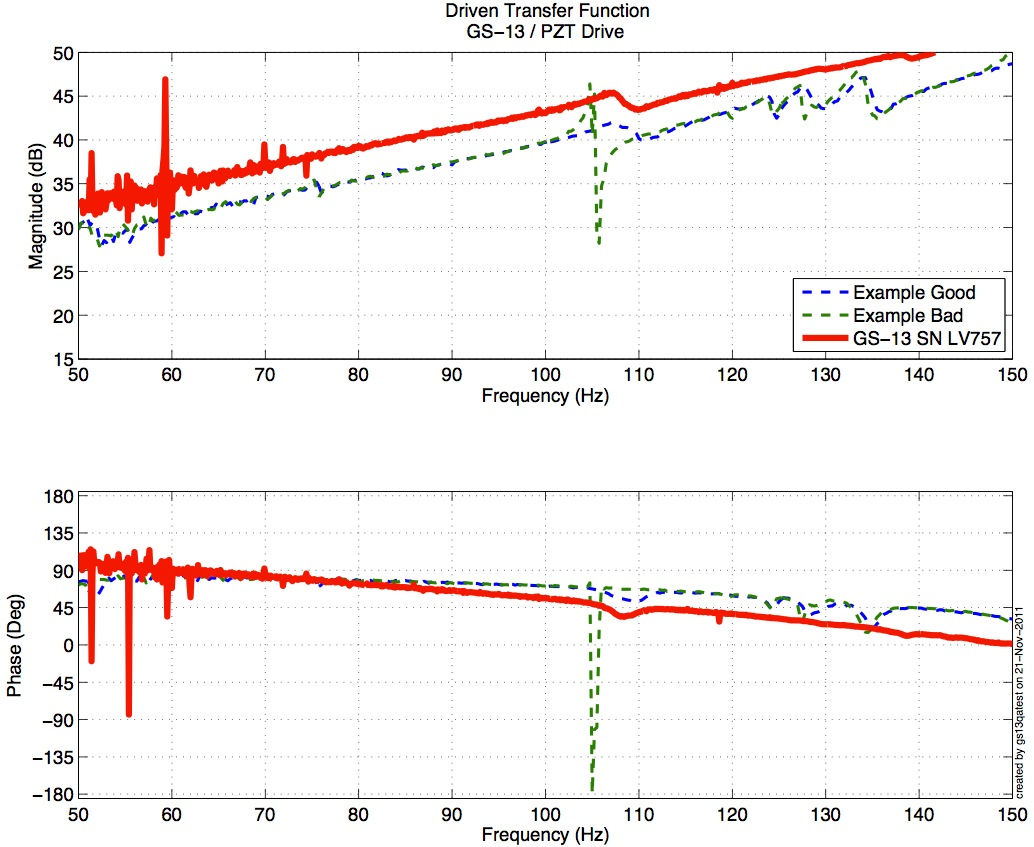 Driven Transfer Function
GS−13 / PZT Drive
50
45
40
35
30
25
20
15
Magnitude (dB)
Example Good
Example Bad
GS−13 SN LV757
50 60 70 80 90 100 110 120 130 140 150
Frequency (Hz)
180
135
90
45
0
−45
−90
−135
−180
Phase (Deg)
created by gs13qatest on 21−Nov−2011
50 60 70 80 90 100 110 120 130 140 150
Frequency (Hz)